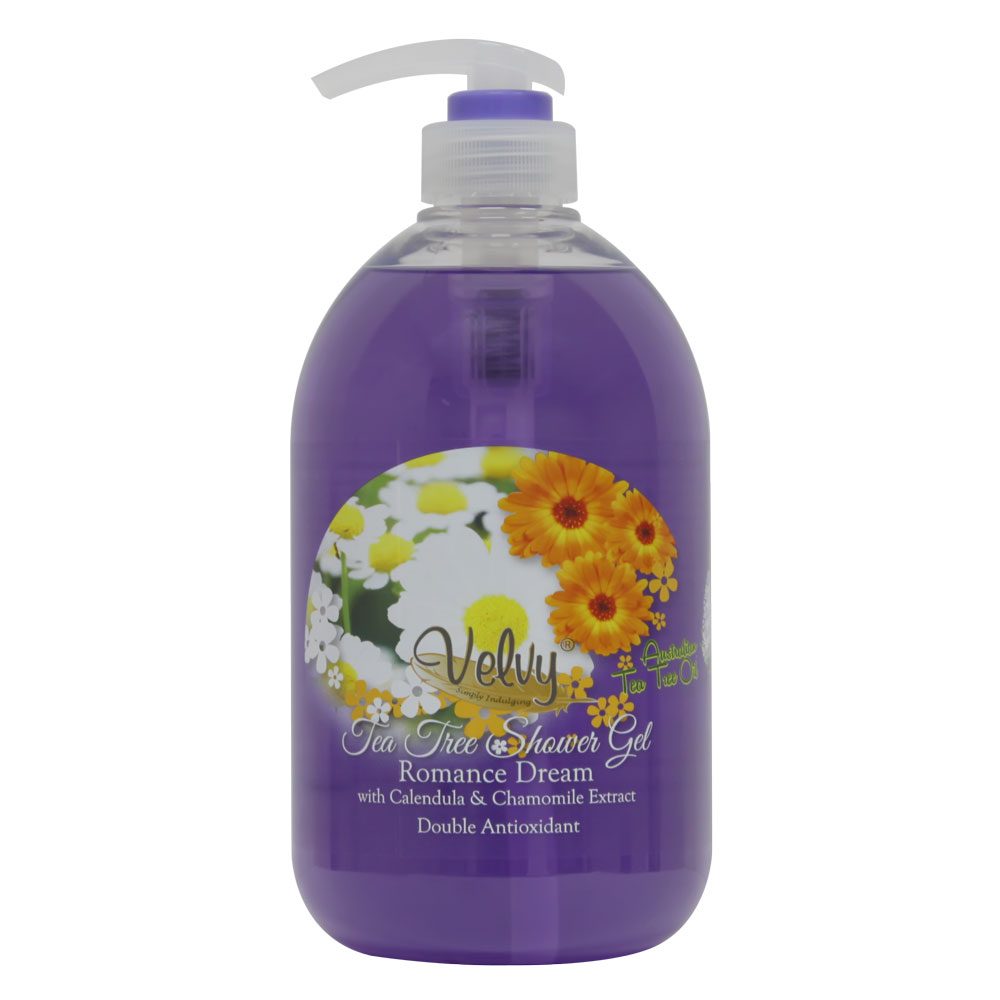 Velvy®
Simply Indulging
Australian
Tea Tree Oil
Tea Tree Shower Gel
Romance Dream
with Calendula & Chamomile Extract
Double Antioxidant